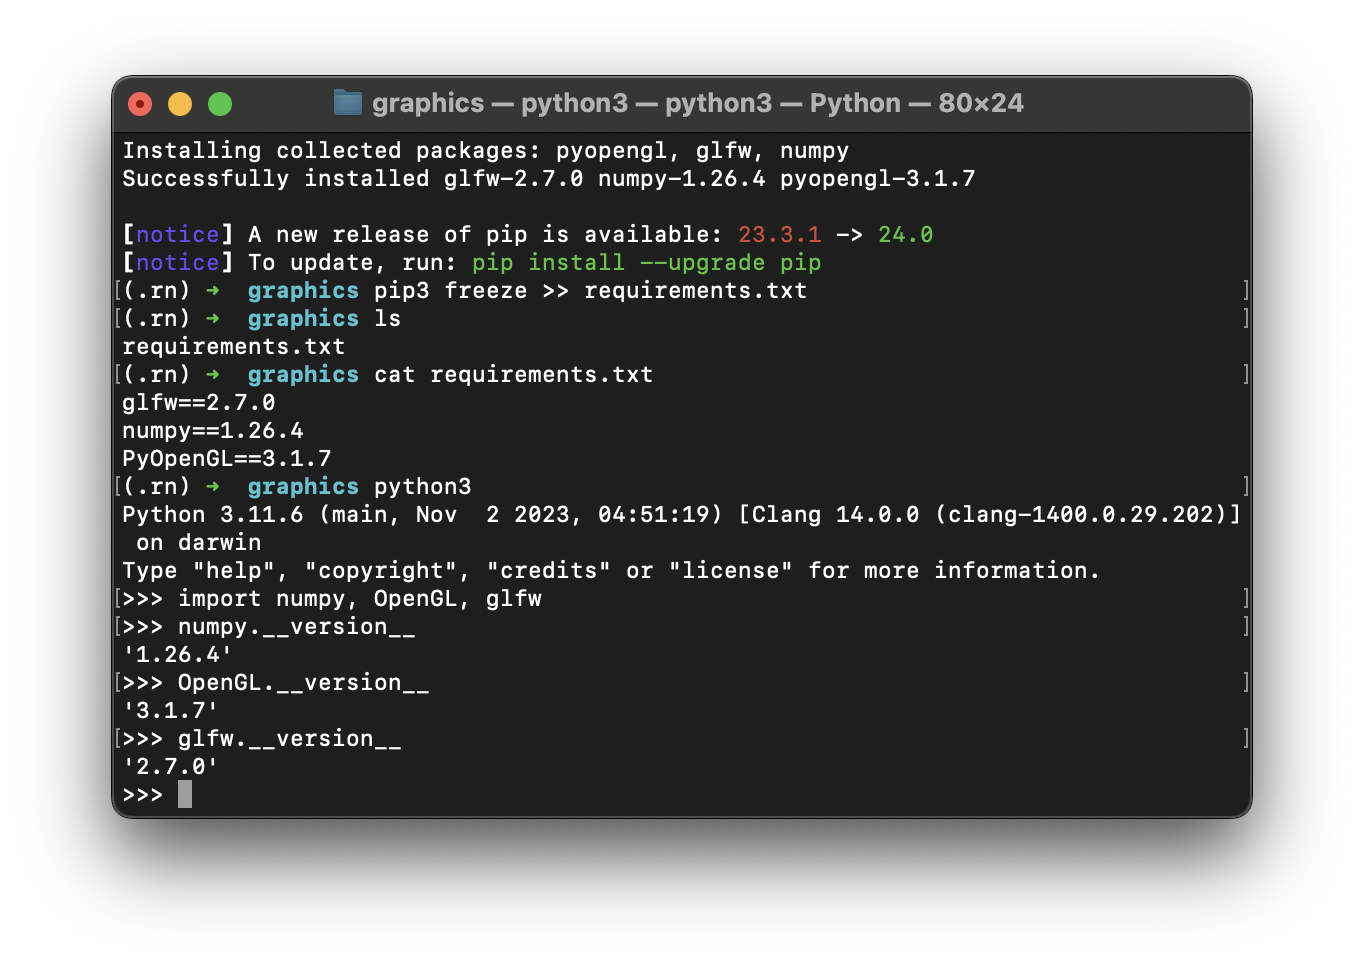 graphics — python3 — python3 — Python — 80×24
Installing collected packages: pyopengl, glfw, numpy
Successfully installed glfw-2.7.0 numpy-1.26.4 pyopengl-3.1.7
[notice] A new release of pip is available: 23.3.1 -> 24.0
[notice] To update, run: pip install --upgrade pip
[(.rn) ➜  graphics pip3 freeze >> requirements.txt ]
[(.rn) ➜  graphics ls ]
requirements.txt
[(.rn) ➜  graphics cat requirements.txt ]
glfw==2.7.0
numpy==1.26.4
PyOpenGL==3.1.7
[(.rn) ➜  graphics python3 ]
Python 3.11.6 (main, Nov  2 2023, 04:51:19) [Clang 14.0.0 (clang-1400.0.29.202)]
 on darwin
Type "help", "copyright", "credits" or "license" for more information.
[>>> import numpy, OpenGL, glfw ]
[>>> numpy.__version__ ]
'1.26.4'
[>>> OpenGL.__version__ ]
'3.1.7'
[>>> glfw.__version__ ]
'2.7.0'
>>>